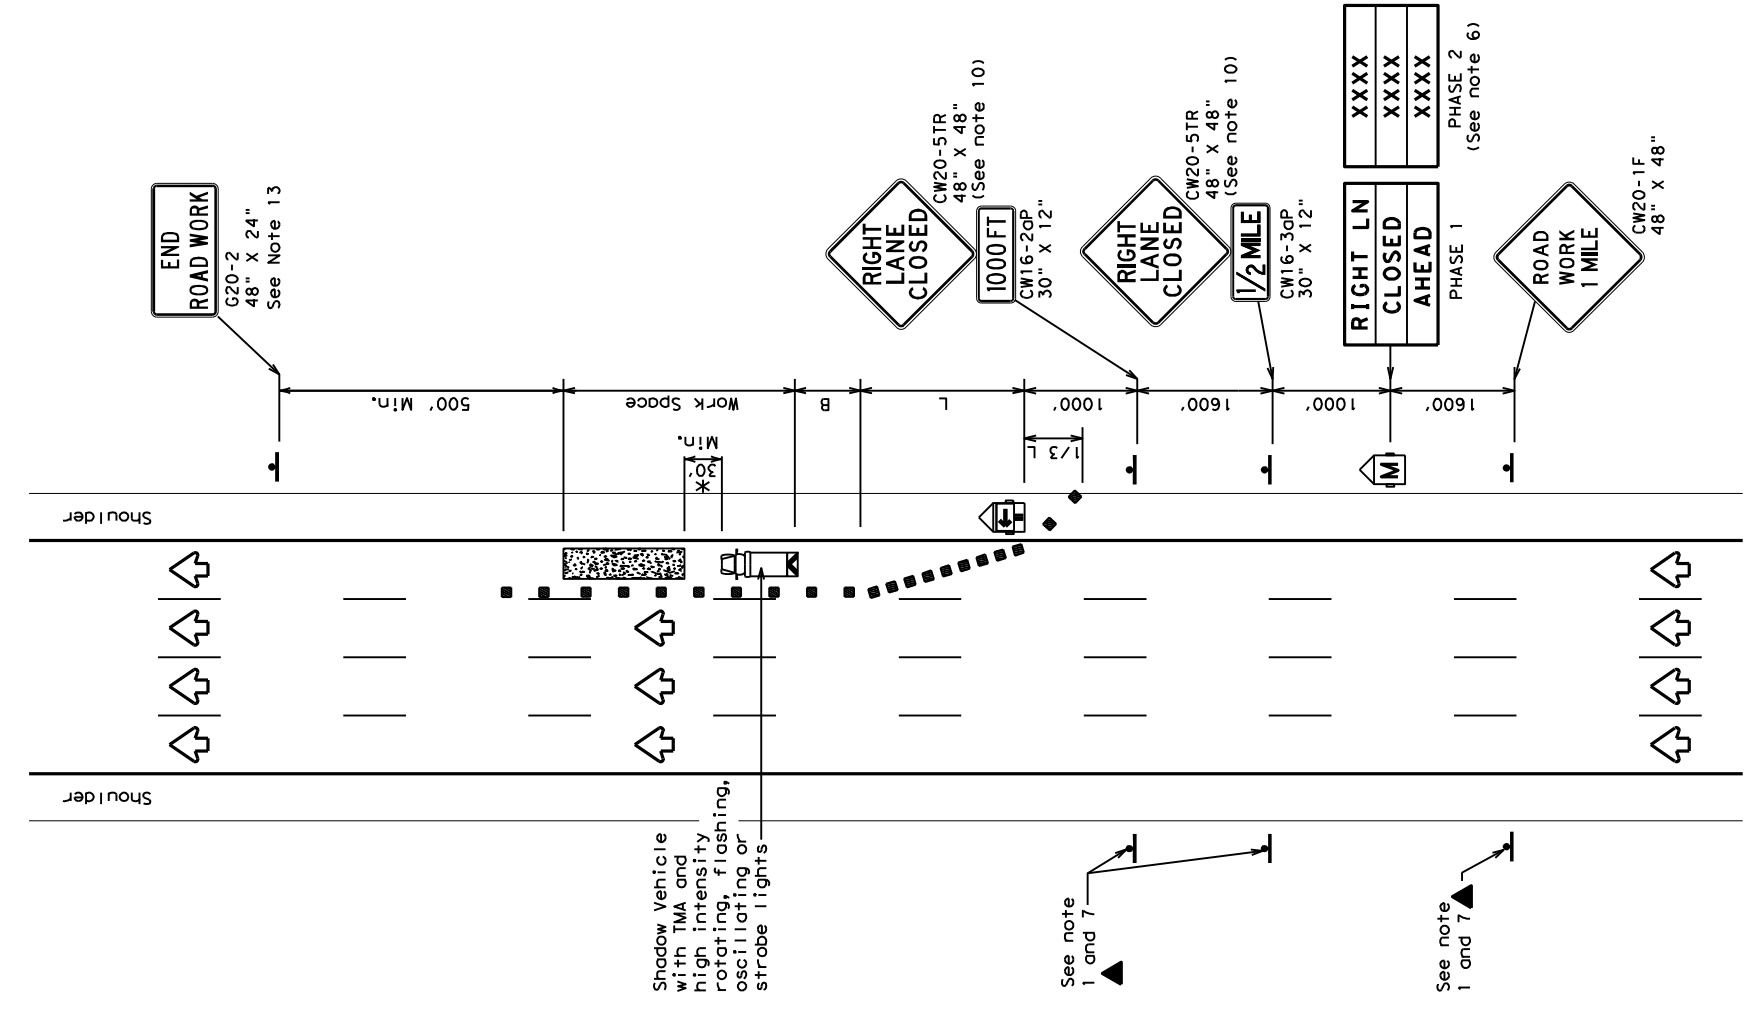 END
ROAD WORK
G20-2
48" X 24"
See Note 13
RIGHT
LANE
CLOSED
CW20-5TR
48" X 48"
(See note 10)
1000 FT
CW16-2aP
30" X 12"
RIGHT
LANE
CLOSED
CW20-5TR
48" X 48"
(See note 10)
1/2 MILE
CW16-3aP
30" X 12"
XXXX
XXXX
XXXX
PHASE 2
(See note 6)
RIGHT LN
CLOSED
AHEAD
PHASE 1
ROAD
WORK
1 MILE
CW20-1F
48" X 48"
500' Min.
Work Space
B
L
1000'
1600'
1000'
1600'
30'
Min.
*
1/3 L
M
Shoulder
Shoulder
Shadow Vehicle
with TMA and
high intensity
rotating, flashing,
oscillating or
strobe lights
See note
1 and 7
See note
1 and 7